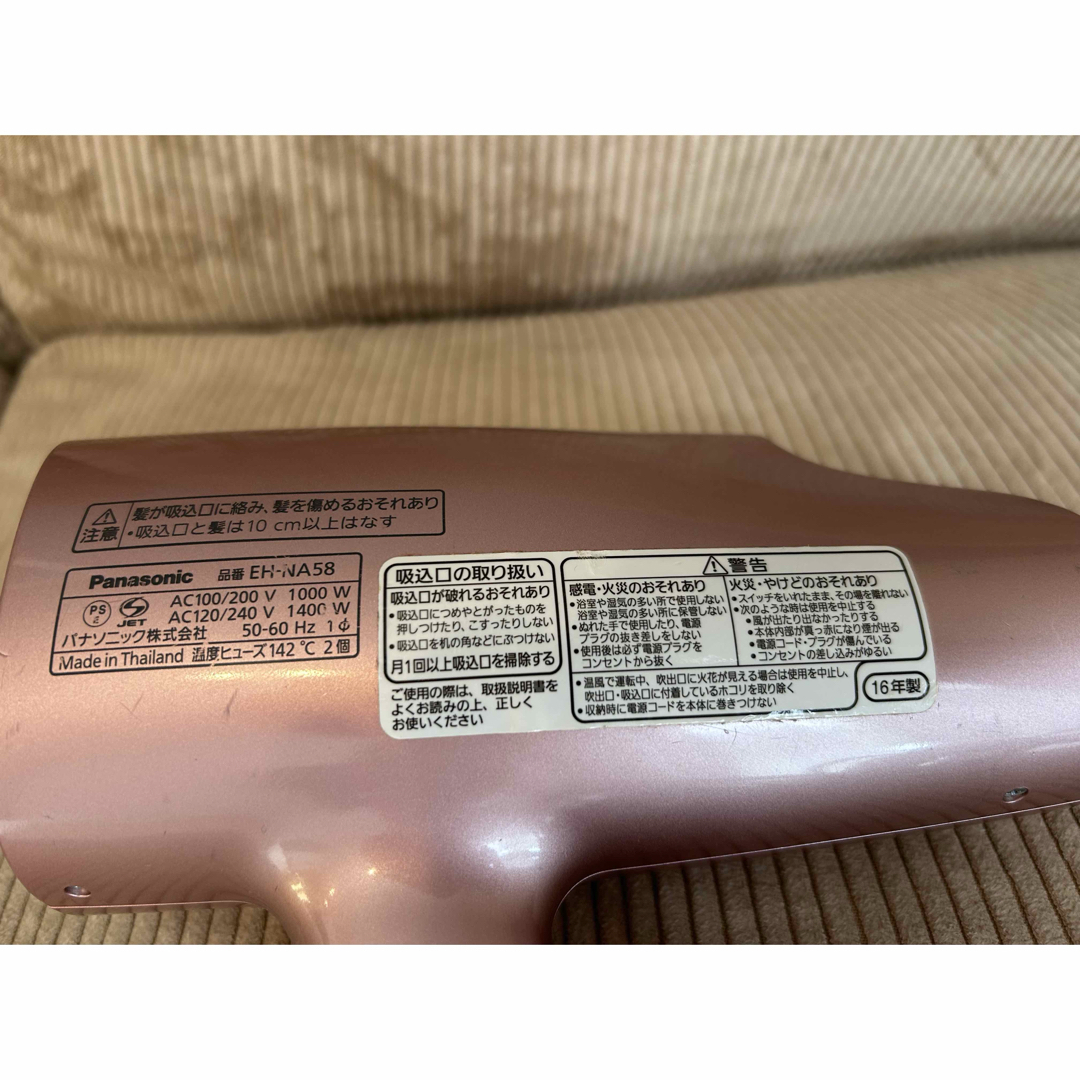 注意
髪が吸込口に絡み、髪を傷めるおそれあり
・吸込口と髪は10 cm以上はなす
Panasonic 品番 EH-NA58
PS
JET
AC100/200 V 1000 W
AC120/240 V 1400 W
パナソニック株式会社 50-60 Hz 1ϕ
Made in Thailand 温度ヒューズ142 ℃ 2 個
吸込口の取り扱い
吸込口が破れるおそれあり
•吸込口につめやとがったものを
押しつけたり、こすったりしない
•吸込口を机の角などにぶつけない
月1回以上吸込口を掃除する
ご使用の際は、取扱説明書を
よくお読みの上、正しく
お使いください
警告
感電・火災のおそれあり
•浴室や湿気の多い所で使用しない
浴室や湿気の多い所に保管しない
•ぬれた手で使用したり、電源
プラグの抜き差しをしない
•使用後は必ず電源プラグを
コンセントから抜く
火災・やけどのおそれあり
•スイッチをいれたまま、その場を離れない
•次のような時は使用を中止する
•風が出たり出なかったりする
•本体内部が真っ赤になり煙が出る
•電源コード・プラグが傷んでいる
•コンセントの差し込みがゆるい
•温風で運転中、吹出口に火花が見える場合は使用を中止し、
吹出口・吸込口に付着しているホコリを取り除く
•収納時に電源コードを本体に巻きつけない
16年製